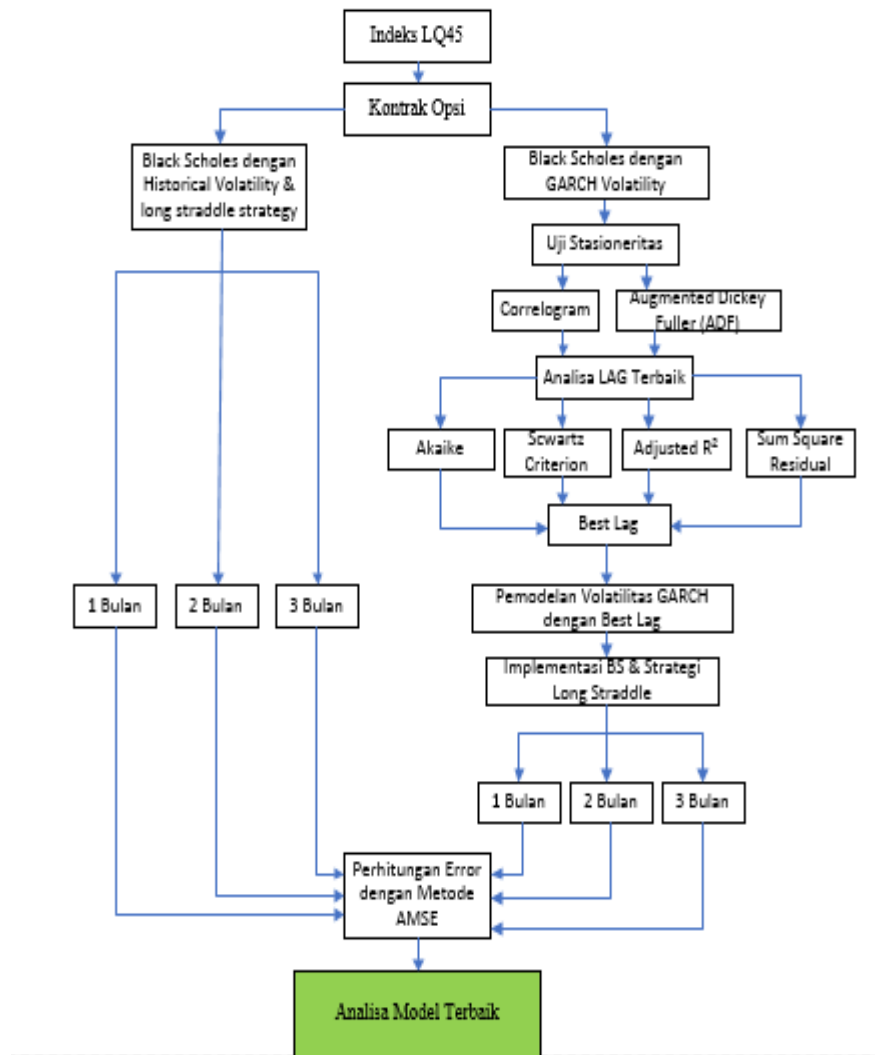 Indeks LQ45
Kontrak Opsi
Black Scholes dengan
Historical Volatility &
long straddle strategy
Black Scholes dengan
GARCH Volatility
Uji Stasioneritas
Correlogram
Augmented Dickey
Fuller (ADF)
Analisa LAG Terbaik
Akaike
Scwartz
Criterion
Adjusted R²
Sum Square
Residual
Best Lag
1 Bulan
2 Bulan
3 Bulan
Pemodelan Volatilitas GARCH
dengan Best Lag
Implementasi BS & Strategi
Long Straddle
1 Bulan
2 Bulan
3 Bulan
Perhitungan Error
dengan Metode
AMSE
Analisa Model Terbaik